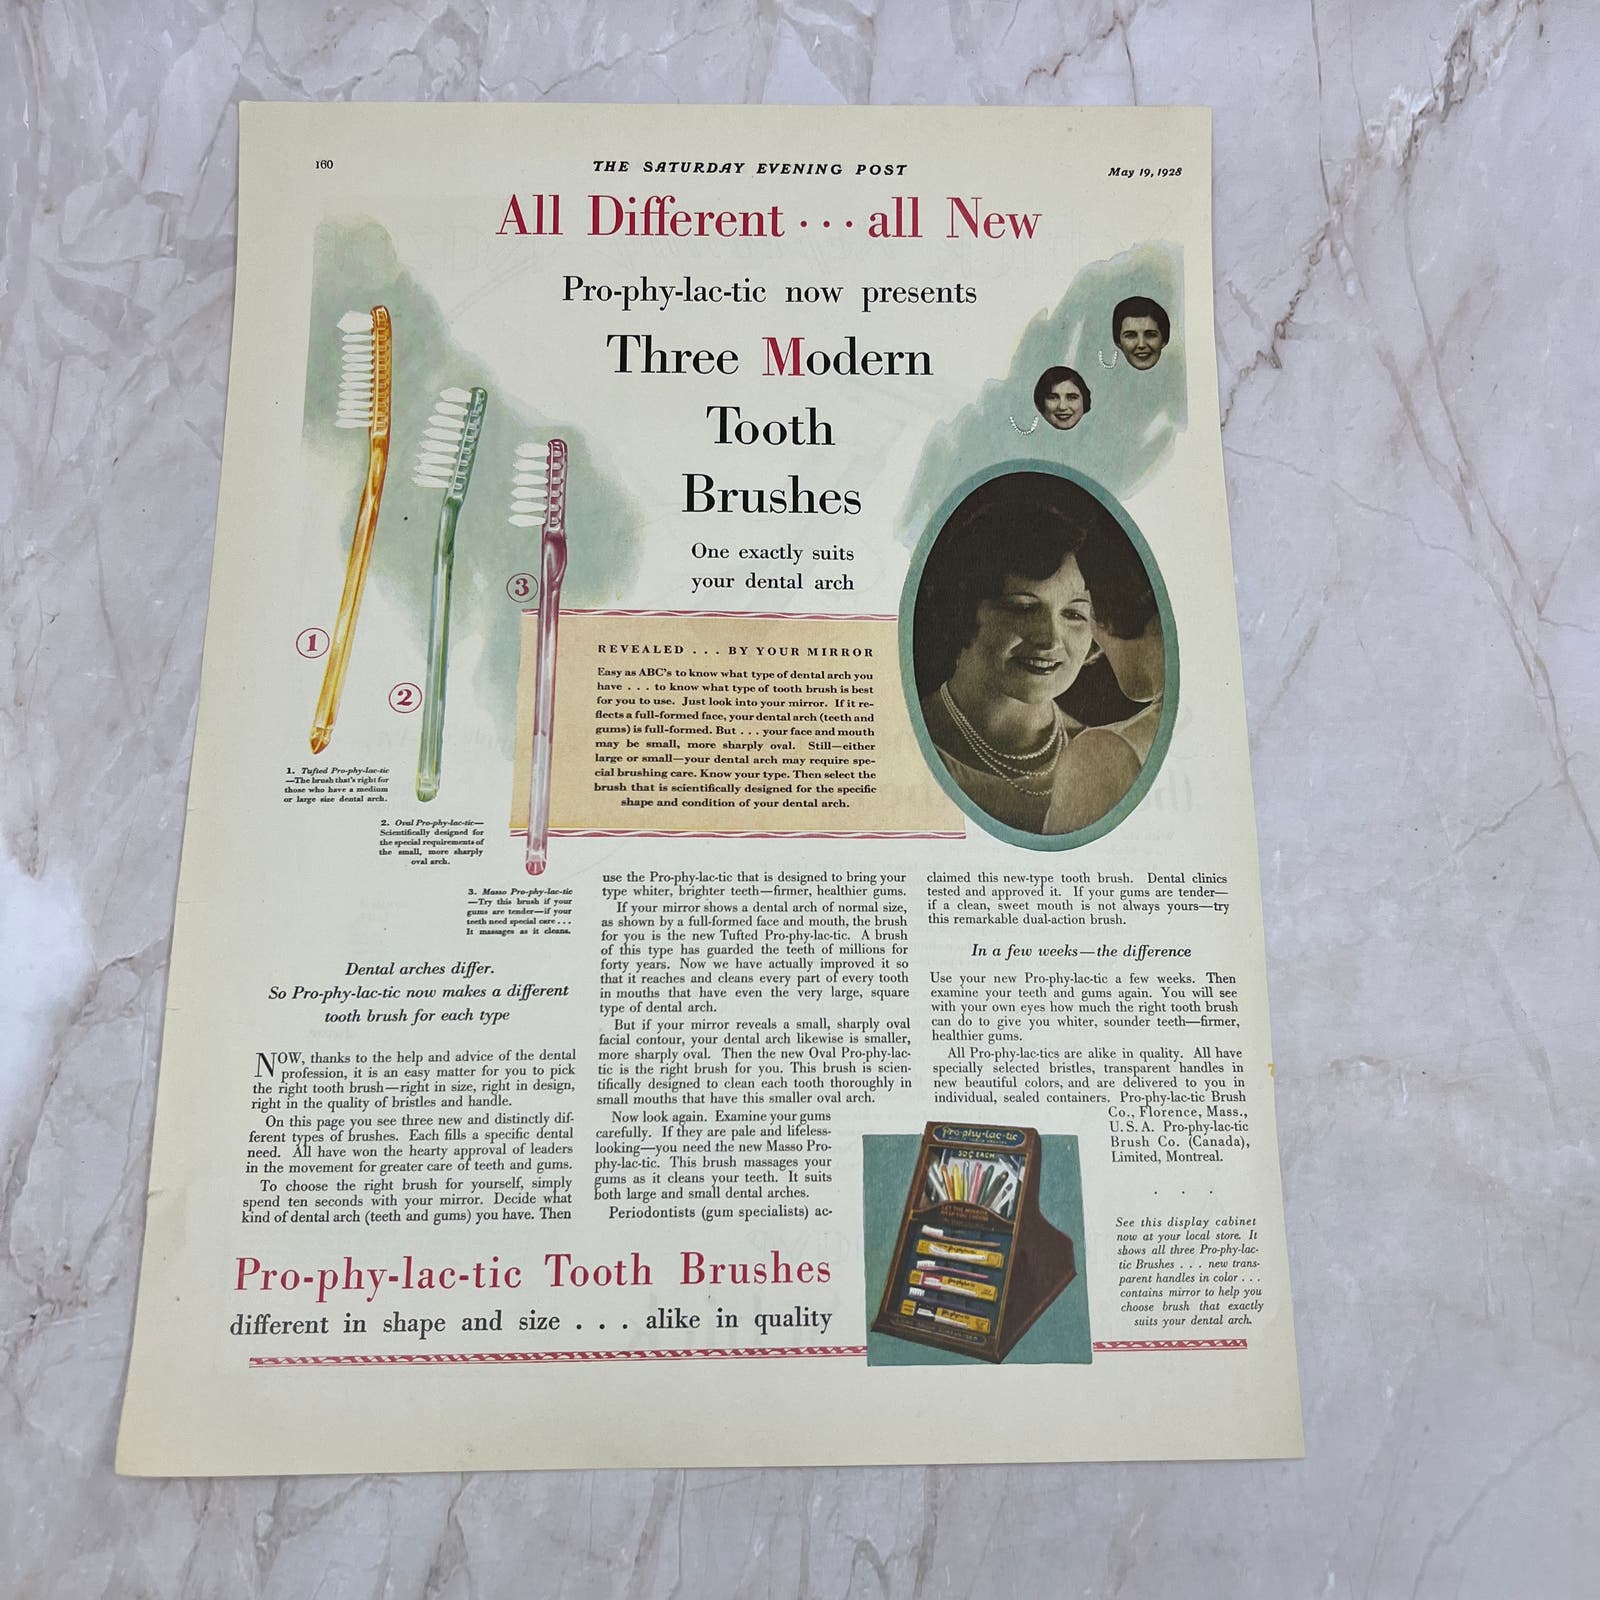 160
THE SATURDAY EVENING POST
May 19, 1928
All Different . . . all New
Pro-phy-lac-tic now presents
Three Modern
Tooth
Brushes
One exactly suits
your dental arch
1
2
3
REVEALED . . . BY YOUR MIRROR
Easy as ABC's to know what type of dental arch you
have . . . to know what type of tooth brush is best
for you to use. Just look into your mirror. If it re-
flects a full-formed face, your dental arch (teeth and
gums) is full-formed. But . . . your face and mouth
may be small, more sharply oval. Still—either
large or small—your dental arch may require spe-
cial brushing care. Know your type. Then select the
brush that is scientifically designed for the specific
shape and condition of your dental arch.
1. Tufted Pro-phy-lac-tic
—The brush that's right for
those who have a medium
or large size dental arch.
2. Oval Pro-phy-lac-tic—
Scientifically designed for
the special requirements of
the small, more sharply
oval arch.
3. Masso Pro-phy-lac-tic
—Try this brush if your
gums are tender—if your
teeth need special care . . .
It massages as it cleans.
Dental arches differ.
So Pro-phy-lac-tic now makes a different
tooth brush for each type
NOW, thanks to the help and advice of the dental
profession, it is an easy matter for you to pick
the right tooth brush—right in size, right in design,
right in the quality of bristles and handle.
On this page you see three new and distinctly dif-
ferent types of brushes. Each fills a specific dental
need. All have won the hearty approval of leaders
in the movement for greater care of teeth and gums.
To choose the right brush for yourself, simply
spend ten seconds with your mirror. Decide what
kind of dental arch (teeth and gums) you have. Then
use the Pro-phy-lac-tic that is designed to bring your
type whiter, brighter teeth—firmer, healthier gums.
If your mirror shows a dental arch of normal size,
as shown by a full-formed face and mouth, the brush
for you is the new Tufted Pro-phy-lac-tic. A brush
of this type has guarded the teeth of millions for
forty years. Now we have actually improved it so
that it reaches and cleans every part of every tooth
in mouths that have even the very large, square
type of dental arch.
But if your mirror reveals a small, sharply oval
facial contour, your dental arch likewise is smaller,
more sharply oval. Then the new Oval Pro-phy-lac-
tic is the right brush for you. This brush is scien-
tifically designed to clean each tooth thoroughly in
small mouths that have this smaller oval arch.
Now look again. Examine your gums
carefully. If they are pale and lifeless-
looking—you need the new Masso Pro-
phy-lac-tic. This brush massages your
gums as it cleans your teeth. It suits
both large and small dental arches.
Periodontists (gum specialists) ac-
claimed this new-type tooth brush. Dental clinics
tested and approved it. If your gums are tender—
if a clean, sweet mouth is not always yours—try
this remarkable dual-action brush.
In a few weeks—the difference
Use your new Pro-phy-lac-tic a few weeks. Then
examine your teeth and gums again. You will see
with your own eyes how much the right tooth brush
can do to give you whiter, sounder teeth—firmer,
healthier gums.
All Pro-phy-lac-tics are alike in quality. All have
specially selected bristles, transparent handles in
new beautiful colors, and are delivered to you in
individual, sealed containers. Pro-phy-lac-tic Brush
Co., Florence, Mass.,
U. S. A. Pro-phy-lac-tic
Brush Co. (Canada),
Limited, Montreal.
. . .
See this display cabinet
now at your local store. It
shows all three Pro-phy-lac-
tic Brushes . . . new trans-
parent handles in color . . .
contains mirror to help you
choose brush that exactly
suits your dental arch.
Pro-phy-lac-tic
50¢ EACH
LET THE MIRROR
HELP YOU CHOOSE
Pro-phy-lac-tic Tooth Brushes
different in shape and size . . . alike in quality